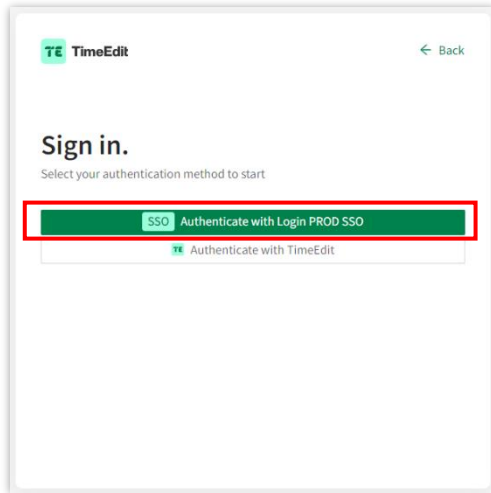 TE TimeEdit
← Back
Sign in.
Select your authentication method to start
SSO Authenticate with Login PROD SSO
TE Authenticate with TimeEdit